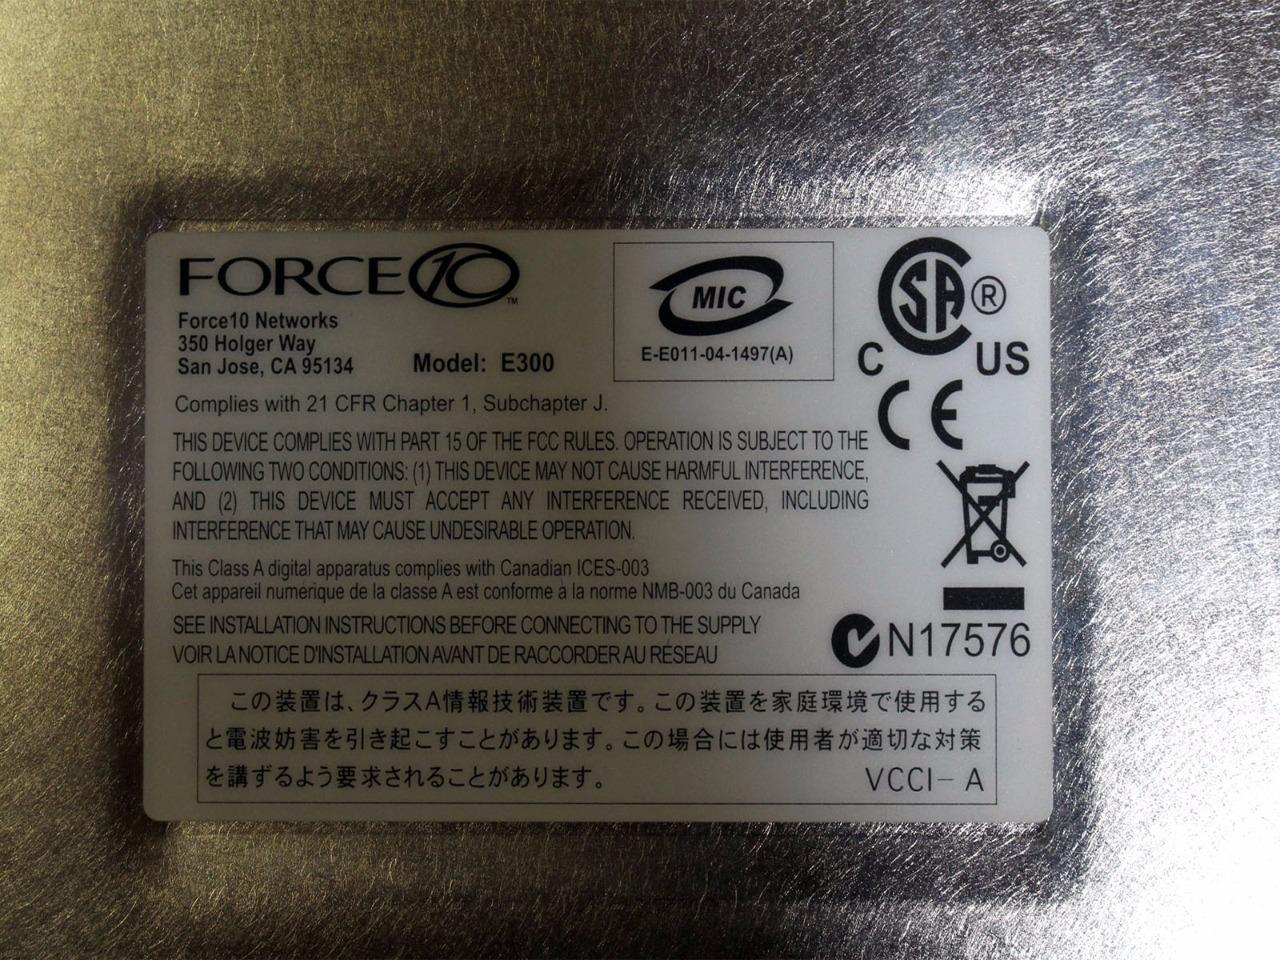 FORCE10™
Force10 Networks
350 Holger Way
San Jose, CA 95134
Model: E300
MIC
E-E011-04-1497(A)
SA®
C US
CE
Complies with 21 CFR Chapter 1, Subchapter J.
THIS DEVICE COMPLIES WITH PART 15 OF THE FCC RULES. OPERATION IS SUBJECT TO THE
FOLLOWING TWO CONDITIONS: (1) THIS DEVICE MAY NOT CAUSE HARMFUL INTERFERENCE,
AND (2) THIS DEVICE MUST ACCEPT ANY INTERFERENCE RECEIVED, INCLUDING
INTERFERENCE THAT MAY CAUSE UNDESIRABLE OPERATION.
This Class A digital apparatus complies with Canadian ICES-003
Cet appareil numerique de la classe A est conforme à la norme NMB-003 du Canada
SEE INSTALLATION INSTRUCTIONS BEFORE CONNECTING TO THE SUPPLY
VOIR LA NOTICE D'INSTALLATION AVANT DE RACCORDER AU RÉSEAU
N17576
この装置は、クラスA情報技術装置です。この装置を家庭環境で使用する
と電波妨害を引き起こすことがあります。この場合には使用者が適切な対策
を講ずるよう要求されることがあります。
VCCI-A